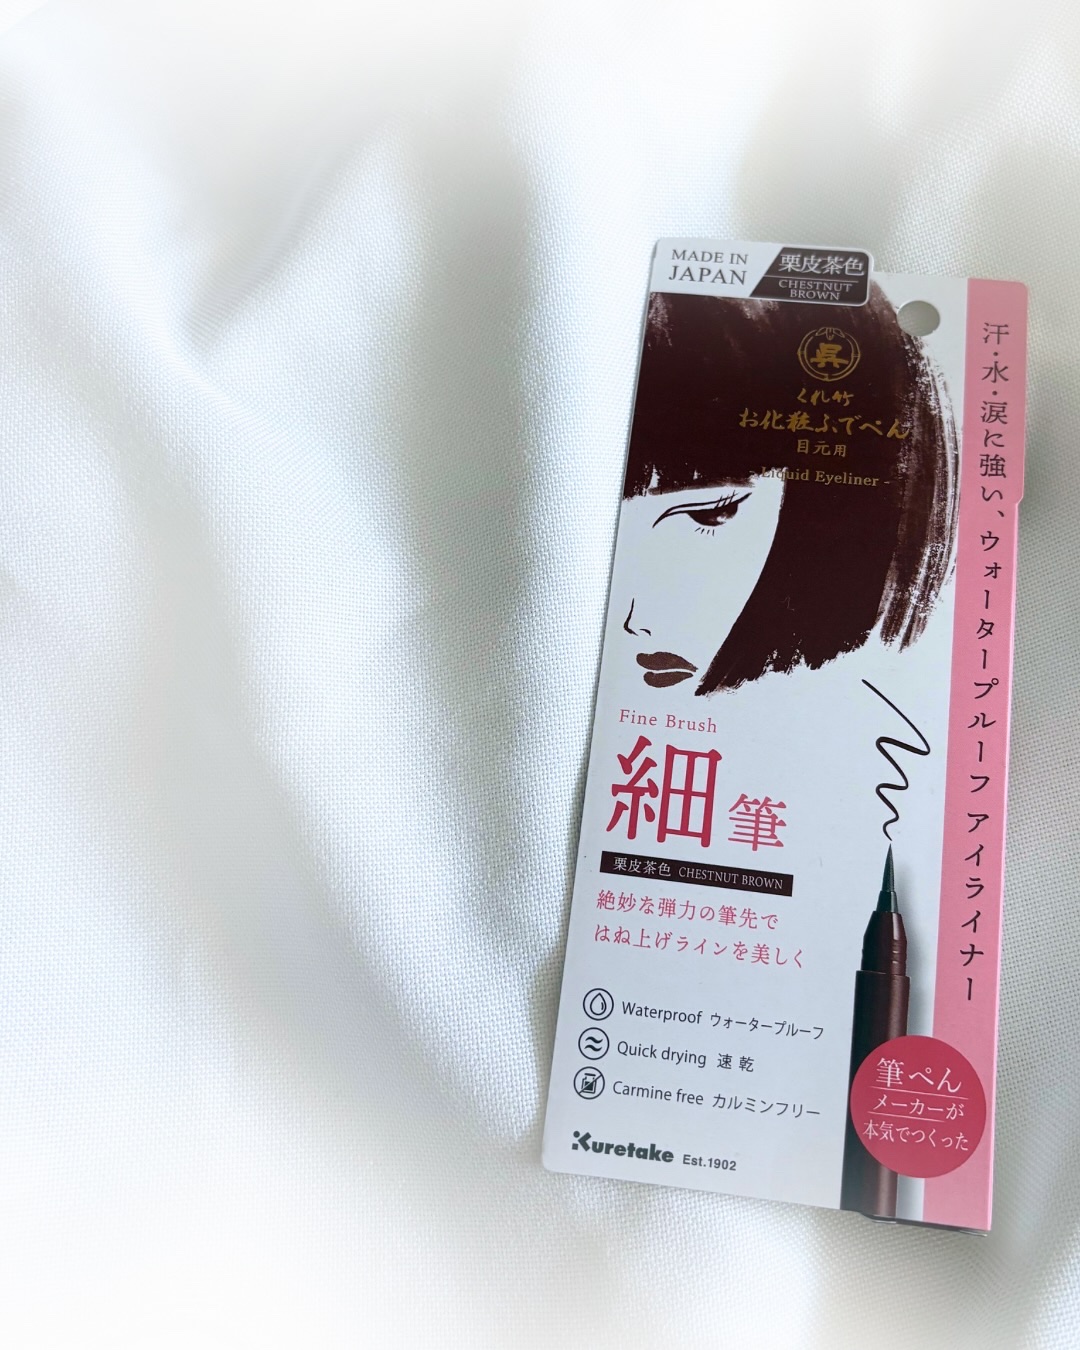 MADE IN
JAPAN
栗皮茶色
CHESTNUT
BROWN
呉
くれ竹
お化粧ふでぺん
目元用
- Liquid Eyeliner -
汗・水・涙に強い、ウォータープルーフ アイライナー
Fine Brush
細筆
栗皮茶色 CHESTNUT BROWN
絶妙な弾力の筆先で
はね上げラインを美しく
Waterproof ウォータープルーフ
Quick drying 速乾
Carmine free カルミンフリー
筆ぺん
メーカーが
本気でつくった
Kuretake Est.1902